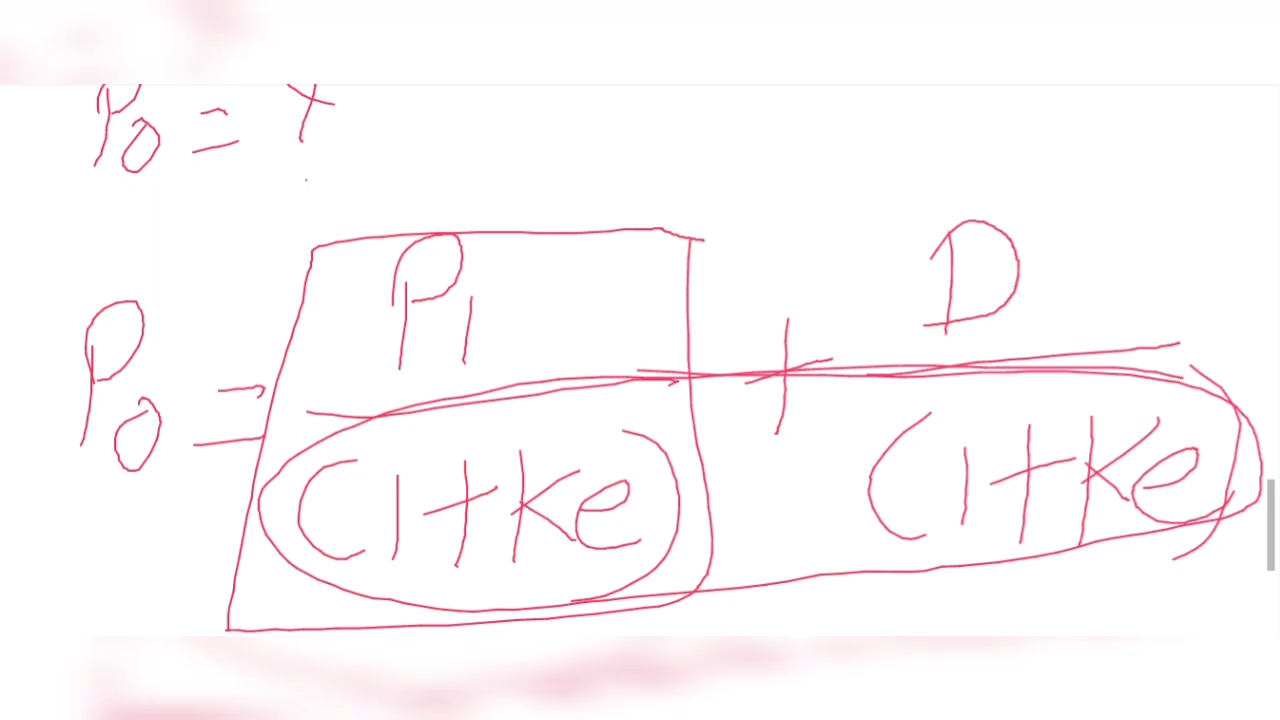 P0 =
P1 D
P0 = +
(1+Ke) (1+Ke)